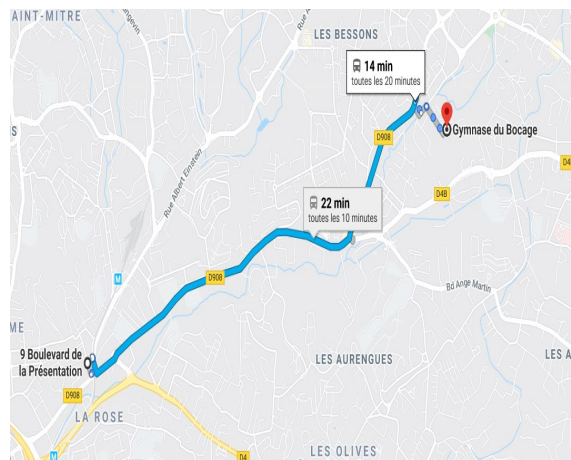 AINT-MITRE
LES BESSONS
14 min
toutes les 20 minutes
Gymnase du Bocage
D908
D4
D4B
22 min
toutes les 10 minutes
Rue Albert Einstein
M
D908
Bd Ange Martin
ME
9 Boulevard de
la Présentation
LES AURENGUES
LES A
D908
LA ROSE
M
D4
LES OLIVES